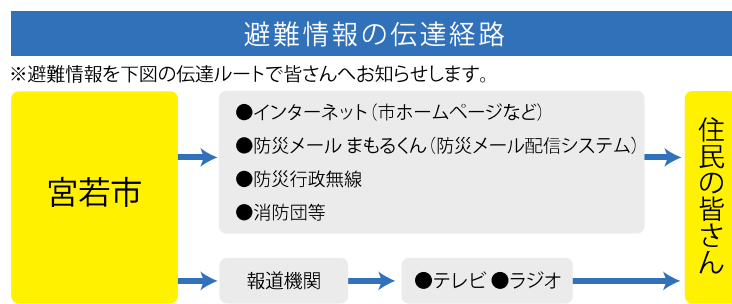 避難情報の伝達経路
※避難情報を下図の伝達ルートで皆さんへお知らせします。
宮若市
●インターネット（市ホームページなど）
●防災メール まもるくん（防災メール配信システム）
●防災行政無線
●消防団等
報道機関
●テレビ ●ラジオ
住民の皆さん